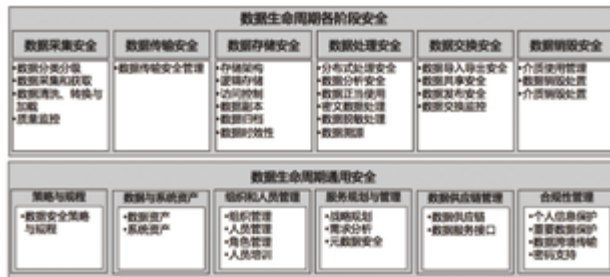 数据生命周期各阶段安全
数据采集安全
•数据分类分级
•数据采集和获取
•数据清洗、转换与
加载
•质量监控
数据传输安全
•数据传输安全管理
数据存储安全
•存储架构
•逻辑存储
•访问控制
•数据副本
•数据归档
•数据时效性
数据处理安全
•分布式处理安全
•数据分析安全
•数据正当使用
•密文数据处理
•数据脱敏处理
•数据溯源
数据交换安全
•数据导入导出安全
•数据共享安全
•数据发布安全
•数据交换监控
数据销毁安全
•介质使用管理
•数据销毁处置
•介质销毁处置
数据生命周期通用安全
策略与规程
•数据安全策略
与规程
数据与系统资产
•数据资产
•系统资产
组织和人员管理
•组织管理
•人员管理
•角色管理
•人员培训
服务规划与管理
•战略规划
•需求分析
•元数据安全
数据供应链管理
•数据供应链
•数据服务接口
合规性管理
•个人信息保护
•重要数据保护
•数据跨境传输
•密码支持